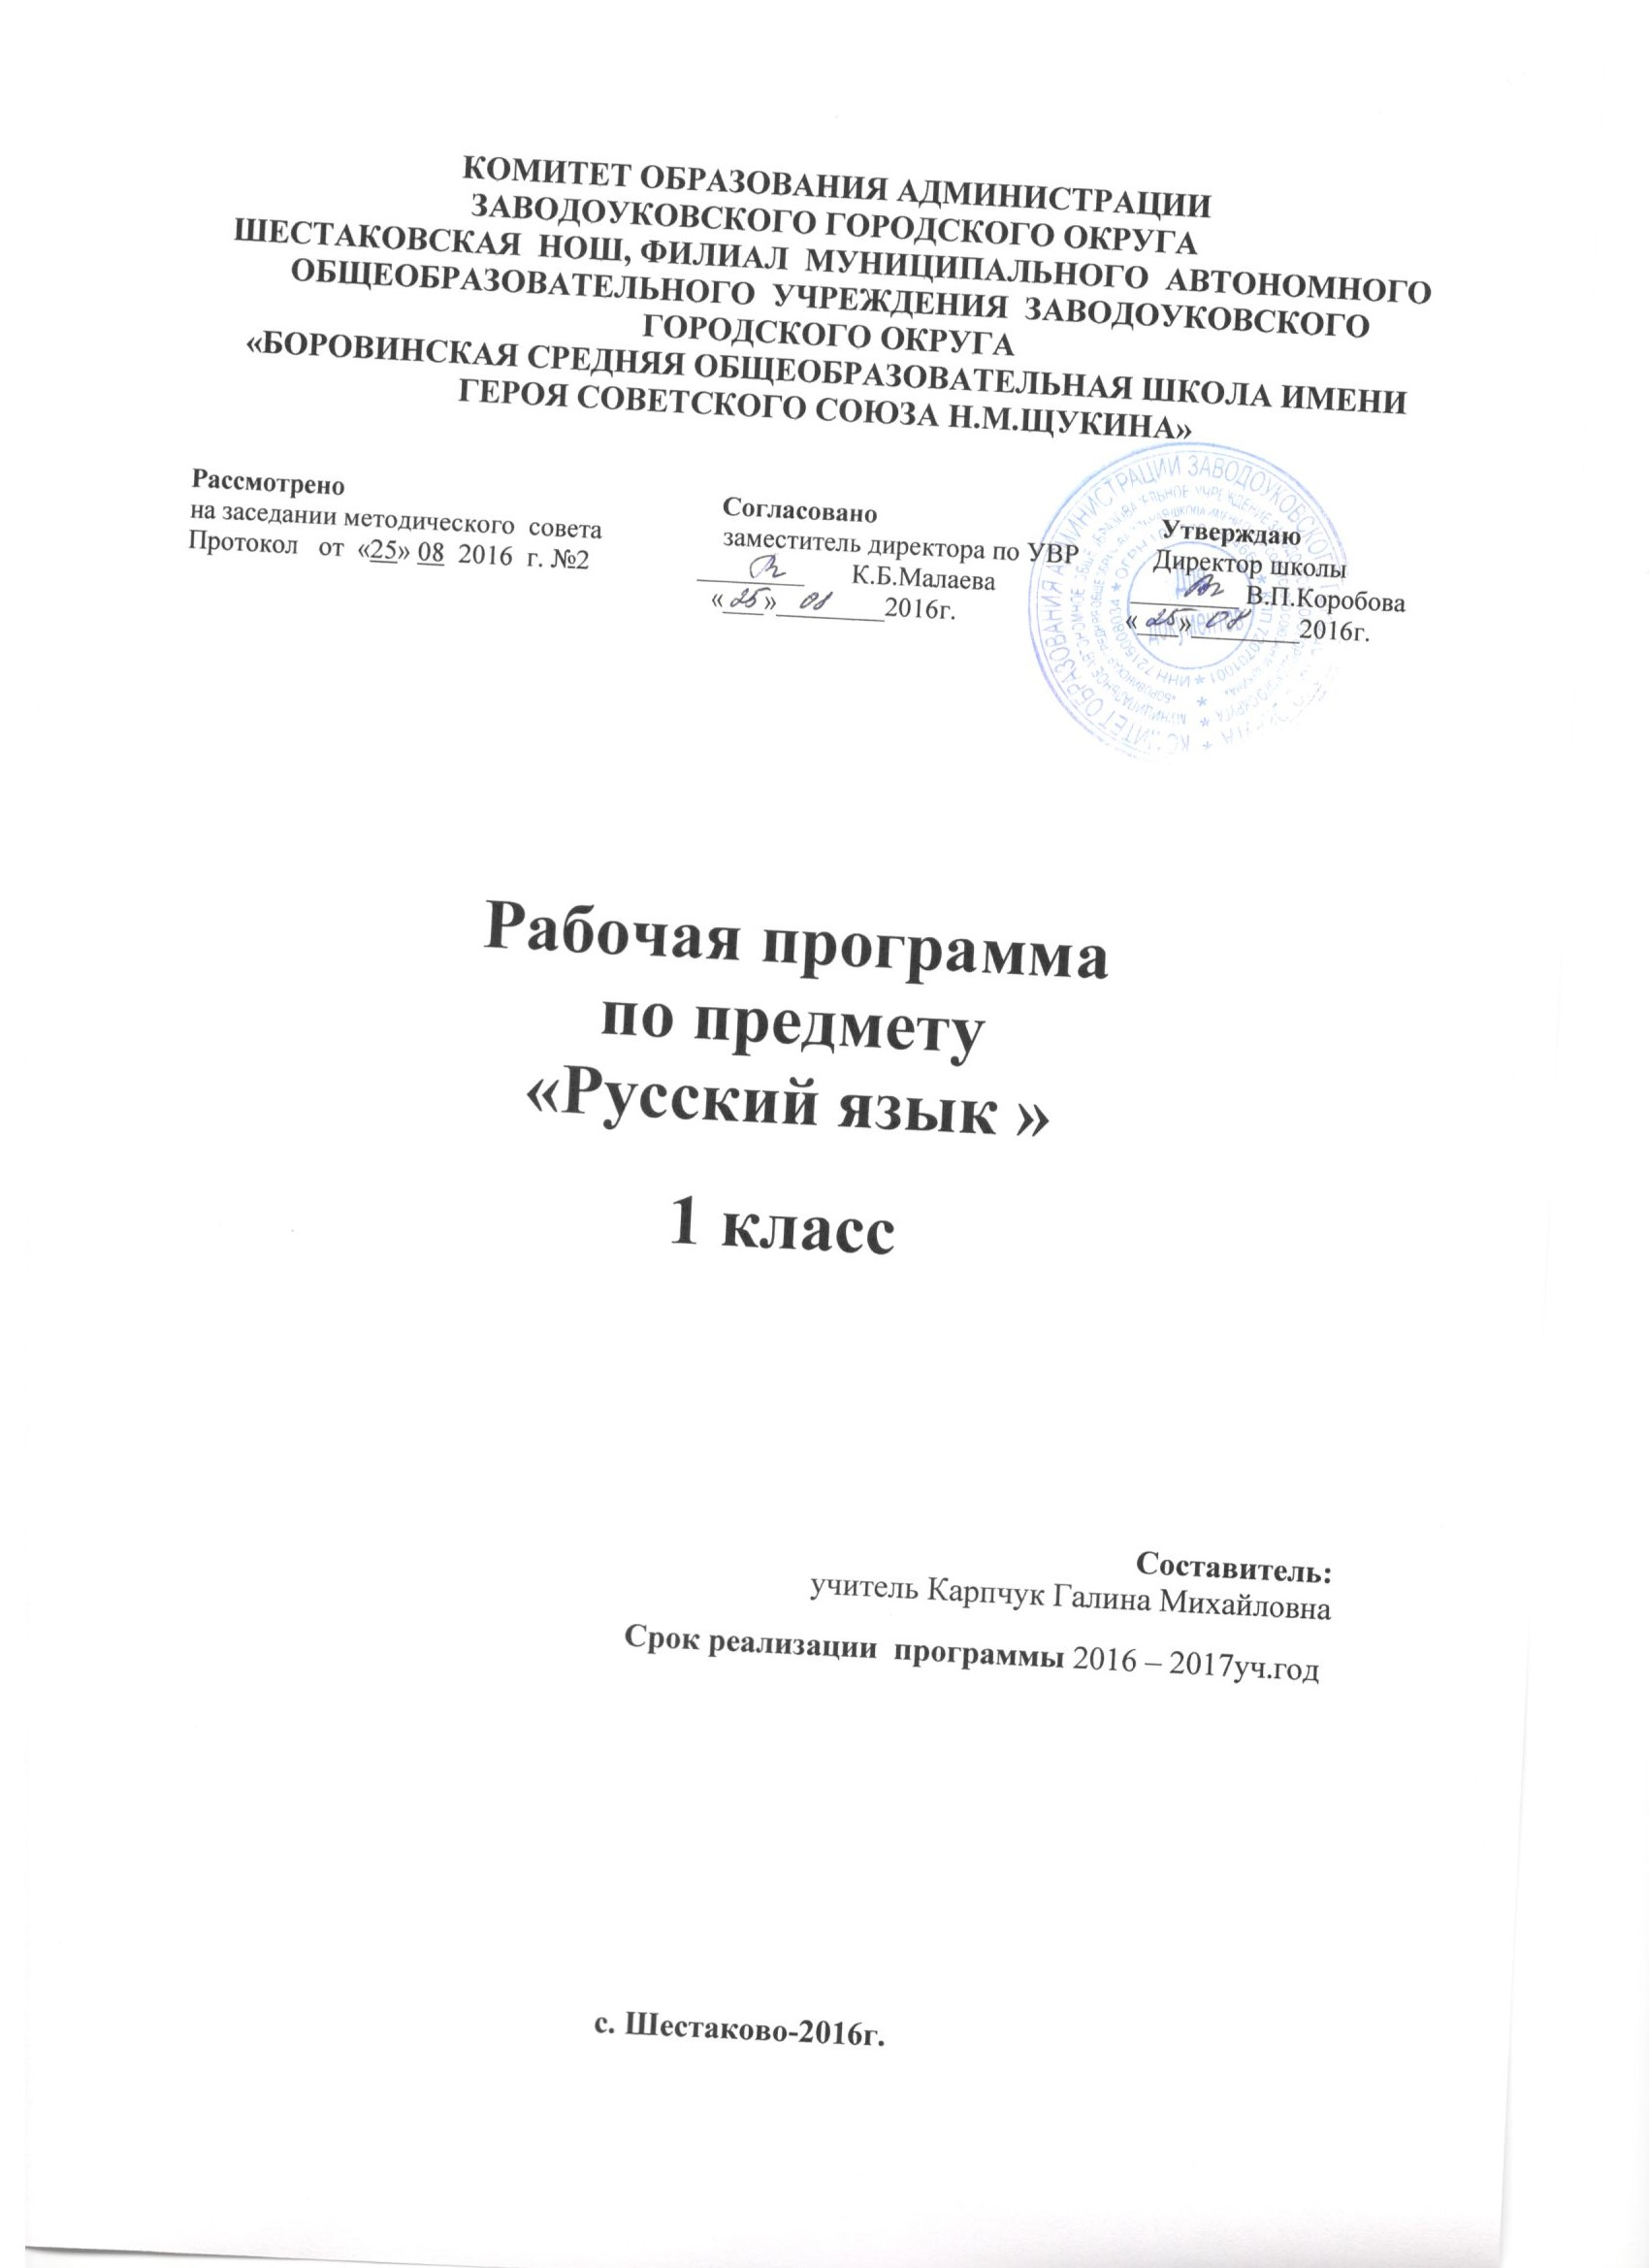 КОМИТЕТ ОБРАЗОВАНИЯ АДМИНИСТРАЦИИ
ЗАВОДОУКОВСКОГО ГОРОДСКОГО ОКРУГА
ШЕСТАКОВСКАЯ НОШ, ФИЛИАЛ МУНИЦИПАЛЬНОГО АВТОНОМНОГО
ОБЩЕОБРАЗОВАТЕЛЬНОГО УЧРЕЖДЕНИЯ ЗАВОДОУКОВСКОГО
ГОРОДСКОГО ОКРУГА
«БОРОВИНСКАЯ СРЕДНЯЯ ОБЩЕОБРАЗОВАТЕЛЬНАЯ ШКОЛА ИМЕНИ
ГЕРОЯ СОВЕТСКОГО СОЮЗА Н.М.ЩУКИНА»
Рассмотрено
на заседании методического совета
Протокол от «25» 08 2016 г. №2
Согласовано
заместитель директора по УВР
К.Б.Малаева
«25» 08 2016г.
Утверждаю
Директор школы
В.П.Коробова
«25» 08 2016г.
Рабочая программа
по предмету
«Русский язык »
1 класс
Составитель:
учитель Карпчук Галина Михайловна
Срок реализации программы 2016 – 2017уч.год
с. Шестаково-2016г.